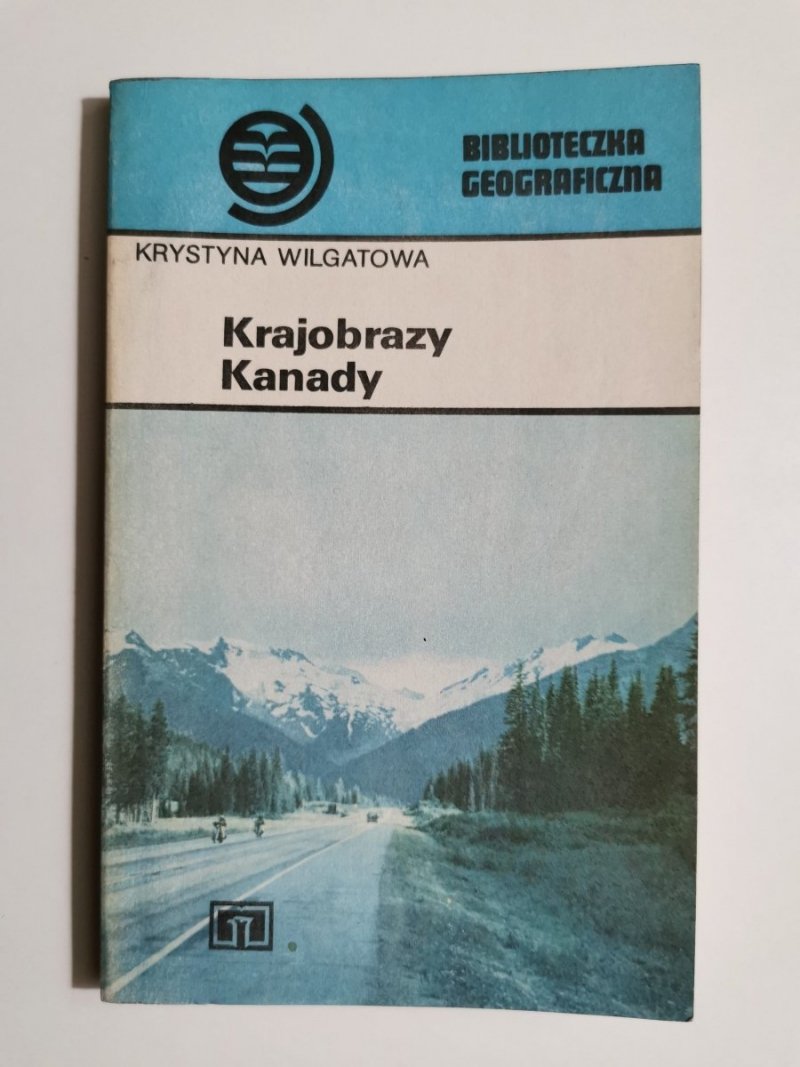 BIBLIOTECZKA
GEOGRAFICZNA
KRYSTYNA WILGATOWA
Krajobrazy
Kanady